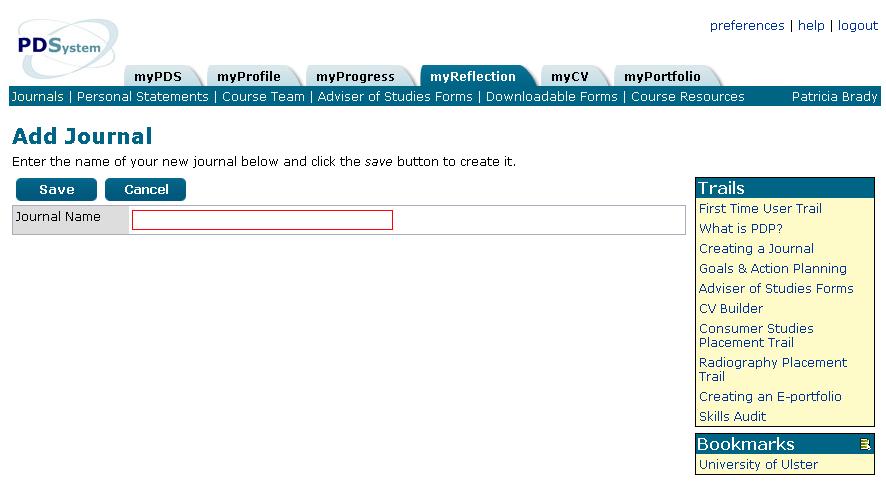 preferences | help | logout
PDSystem
myPDS myProfile myProgress myReflection myCV myPortfolio
Journals | Personal Statements | Course Team | Adviser of Studies Forms | Downloadable Forms | Course Resources Patricia Brady
Add Journal
Enter the name of your new journal below and click the save button to create it.
Save Cancel
Journal Name
Trails
First Time User Trail
What is PDP?
Creating a Journal
Goals & Action Planning
Adviser of Studies Forms
CV Builder
Consumer Studies
Placement Trail
Radiography Placement
Trail
Creating an E-portfolio
Skills Audit
Bookmarks
University of Ulster